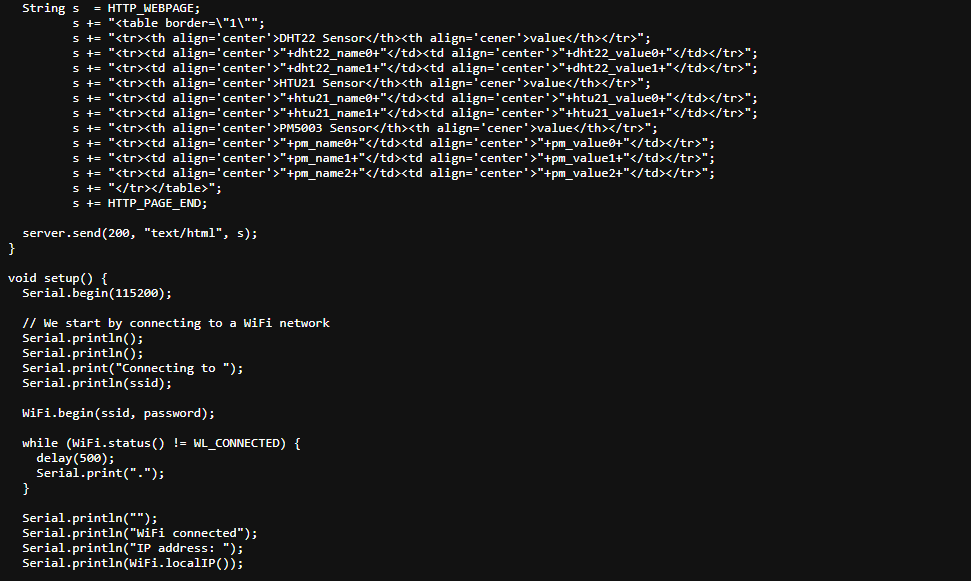 String s  = HTTP_WEBPAGE;
s += "<table border=\"1\"";
s += "<tr><th align='center'>DHT22 Sensor</th><th align='cener'>value</th></tr>";
s += "<tr><td align='center'>"+dht22_name0+"</td><td align='center'>"+dht22_value0+"</td></tr>";
s += "<tr><td align='center'>"+dht22_name1+"</td><td align='center'>"+dht22_value1+"</td></tr>";
s += "<tr><th align='center'>HTU21 Sensor</th><th align='cener'>value</th></tr>";
s += "<tr><td align='center'>"+htu21_name0+"</td><td align='center'>"+htu21_value0+"</td></tr>";
s += "<tr><td align='center'>"+htu21_name1+"</td><td align='center'>"+htu21_value1+"</td></tr>";
s += "<tr><th align='center'>PM5003 Sensor</th><th align='cener'>value</th></tr>";
s += "<tr><td align='center'>"+pm_name0+"</td><td align='center'>"+pm_value0+"</td></tr>";
s += "<tr><td align='center'>"+pm_name1+"</td><td align='center'>"+pm_value1+"</td></tr>";
s += "<tr><td align='center'>"+pm_name2+"</td><td align='center'>"+pm_value2+"</td></tr>";
s += "</tr></table>";
s += HTTP_PAGE_END;
server.send(200, "text/html", s);
}
void setup() {
Serial.begin(115200);
// We start by connecting to a WiFi network
Serial.println();
Serial.println();
Serial.print("Connecting to ");
Serial.println(ssid);
WiFi.begin(ssid, password);
while (WiFi.status() != WL_CONNECTED) {
delay(500);
Serial.print(".");
}
Serial.println("");
Serial.println("WiFi connected");
Serial.println("IP address: ");
Serial.println(WiFi.localIP());